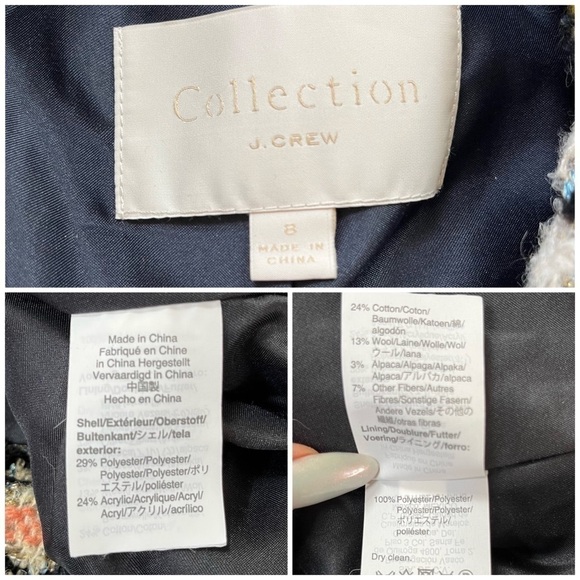 Collection
J.CREW
8
MADE IN
CHINA
Made in China
Fabriqué en Chine
in China Hergestellt
Vervaardigd in China
中国製
Hecho en China
Shell/Extérieur/Oberstoff/
Buitenkant/シェル/tela
exterior:
29% Polyester/Polyester/
Polyester/Polyester/ポリ
エステル/poliéster
24% Acrylic/Acrylique/Acryl/
Acryl/アクリル/acrílico
24% Cotton/Coton/
Baumwolle/Katoen/綿/
algodón
13% Wool/Laine/Wolle/Wol/
ウール/lana
3% Alpaca/Alpaga/Alpaka/
Alpaca/アルパカ/alpaca
7% Other Fibers/Autres
Fibres/Sonstige Fasern/
Andere Vezels/その他の
繊維/otras fibras
Lining/Doublure/Futter/
Voering/ライニング/forro:
100% Polyester/Polyester/
Polyester/Polyester/
ポリエステル/
poliéster
Dry clean.